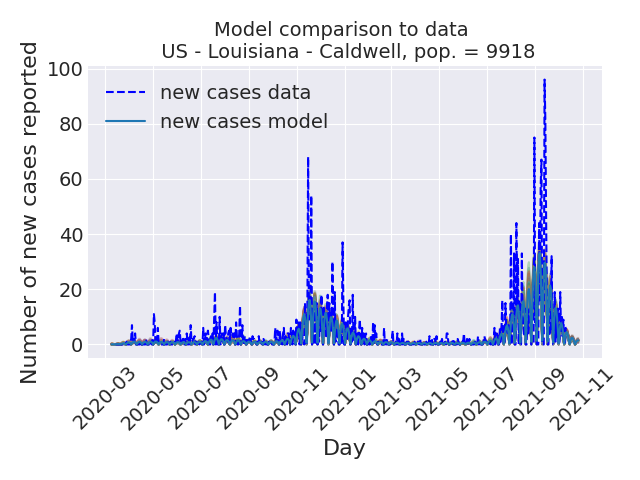 Model comparison to data
US - Louisiana - Caldwell, pop. = 9918
Number of new cases reported
100
80
60
40
20
0
new cases data
new cases model
2020-03
2020-05
2020-07
2020-09
2020-11
2021-01
2021-03
2021-05
2021-07
2021-09
2021-11
Day